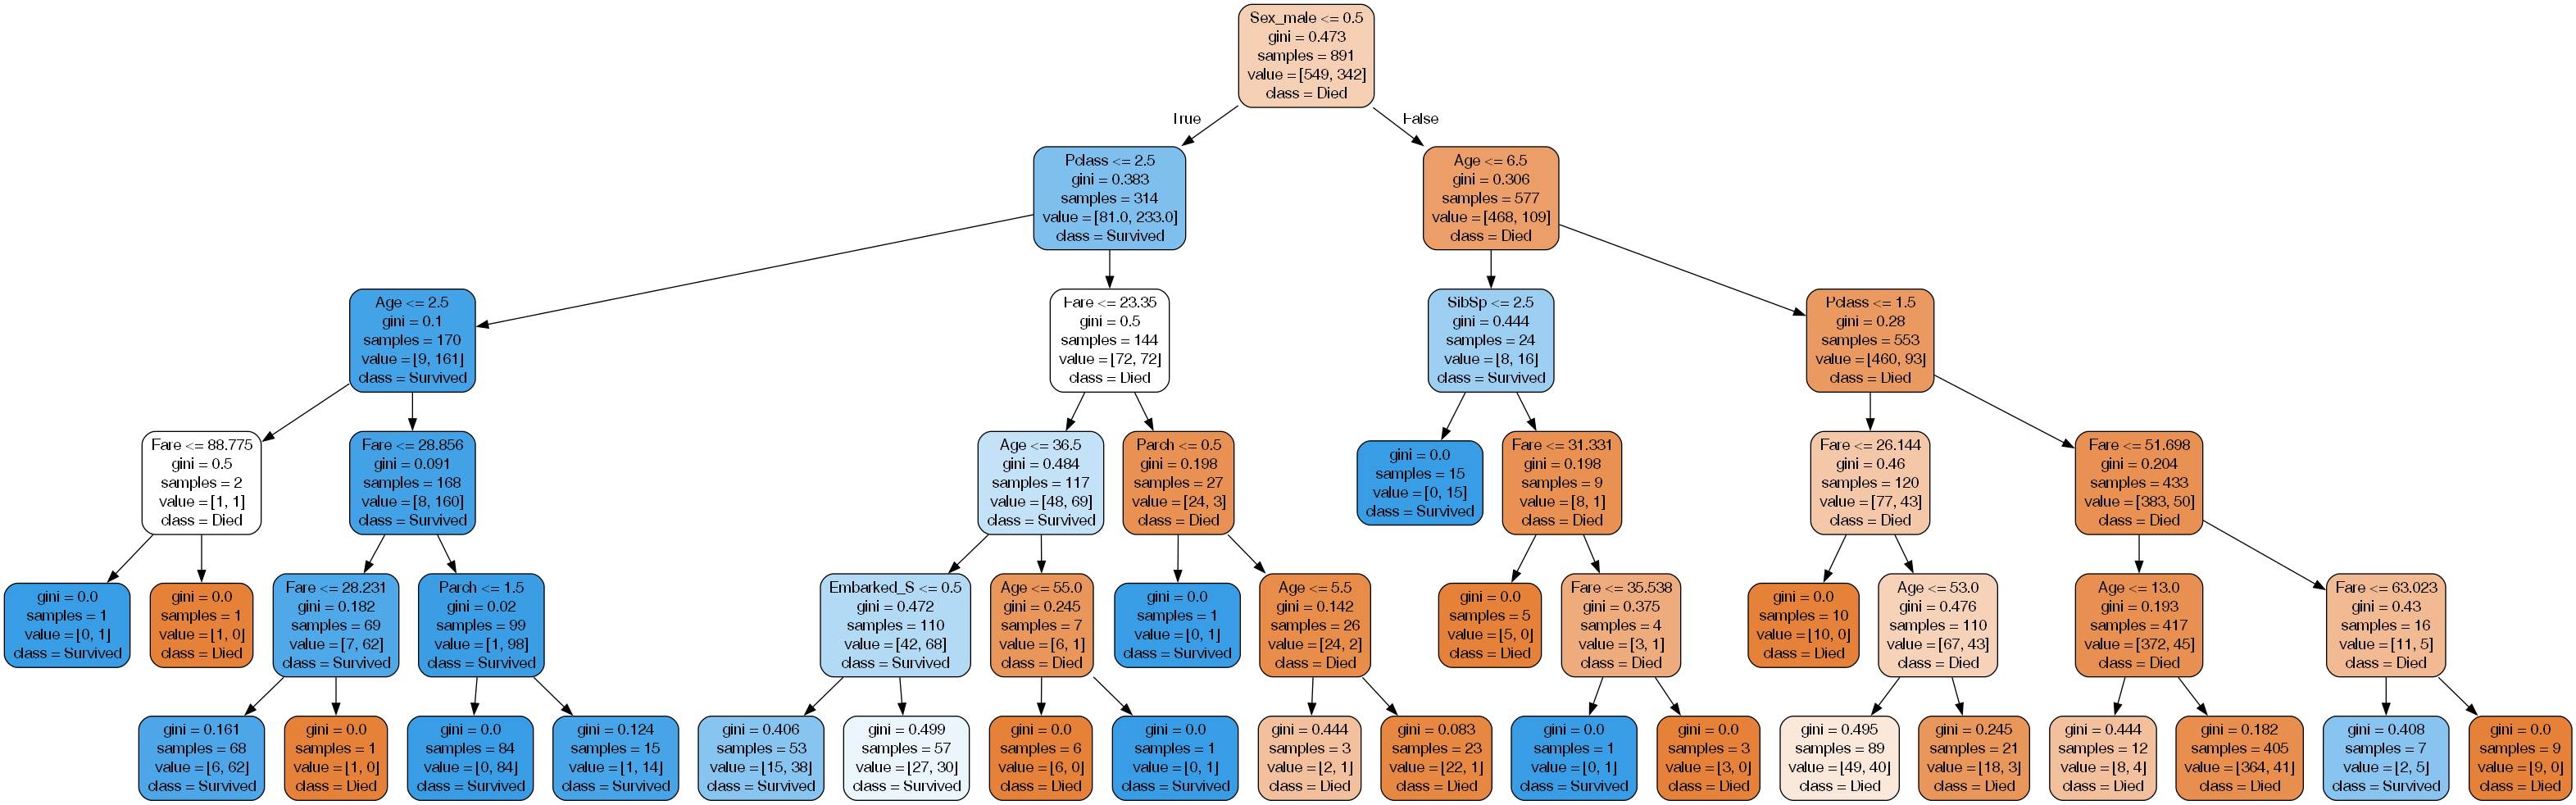 Sex_male <= 0.5
gini = 0.473
samples = 891
value = [549, 342]
class = Died
True
False
Pclass <= 2.5
gini = 0.383
samples = 314
value = [81.0, 233.0]
class = Survived
Age <= 6.5
gini = 0.306
samples = 577
value = [468, 109]
class = Died
Age <= 2.5
gini = 0.1
samples = 170
value = [9, 161]
class = Survived
Fare <= 23.35
gini = 0.5
samples = 144
value = [72, 72]
class = Died
SibSp <= 2.5
gini = 0.444
samples = 24
value = [8, 16]
class = Survived
Pclass <= 1.5
gini = 0.28
samples = 553
value = [460, 93]
class = Died
Fare <= 88.775
gini = 0.5
samples = 2
value = [1, 1]
class = Died
Fare <= 28.856
gini = 0.091
samples = 168
value = [8, 160]
class = Survived
Age <= 36.5
gini = 0.484
samples = 117
value = [48, 69]
class = Survived
Parch <= 0.5
gini = 0.198
samples = 27
value = [24, 3]
class = Died
gini = 0.0
samples = 15
value = [0, 15]
class = Survived
Fare <= 31.331
gini = 0.198
samples = 9
value = [8, 1]
class = Died
Fare <= 26.144
gini = 0.46
samples = 120
value = [77, 43]
class = Died
Fare <= 51.698
gini = 0.204
samples = 433
value = [383, 50]
class = Died
gini = 0.0
samples = 1
value = [0, 1]
class = Survived
gini = 0.0
samples = 1
value = [1, 0]
class = Died
Fare <= 28.231
gini = 0.182
samples = 69
value = [7, 62]
class = Survived
Parch <= 1.5
gini = 0.02
samples = 99
value = [1, 98]
class = Survived
Embarked_S <= 0.5
gini = 0.472
samples = 110
value = [42, 68]
class = Survived
Age <= 55.0
gini = 0.245
samples = 7
value = [6, 1]
class = Died
gini = 0.0
samples = 1
value = [0, 1]
class = Survived
Age <= 5.5
gini = 0.142
samples = 26
value = [24, 2]
class = Died
gini = 0.0
samples = 5
value = [5, 0]
class = Died
Fare <= 35.538
gini = 0.375
samples = 4
value = [3, 1]
class = Died
gini = 0.0
samples = 10
value = [10, 0]
class = Died
Age <= 53.0
gini = 0.476
samples = 110
value = [67, 43]
class = Died
Age <= 13.0
gini = 0.193
samples = 417
value = [372, 45]
class = Died
Fare <= 63.023
gini = 0.43
samples = 16
value = [11, 5]
class = Died
gini = 0.161
samples = 68
value = [6, 62]
class = Survived
gini = 0.0
samples = 1
value = [1, 0]
class = Died
gini = 0.0
samples = 84
value = [0, 84]
class = Survived
gini = 0.124
samples = 15
value = [1, 14]
class = Survived
gini = 0.406
samples = 53
value = [15, 38]
class = Survived
gini = 0.499
samples = 57
value = [27, 30]
class = Survived
gini = 0.0
samples = 6
value = [6, 0]
class = Died
gini = 0.0
samples = 1
value = [0, 1]
class = Survived
gini = 0.444
samples = 3
value = [2, 1]
class = Died
gini = 0.083
samples = 23
value = [22, 1]
class = Died
gini = 0.0
samples = 1
value = [0, 1]
class = Survived
gini = 0.0
samples = 3
value = [3, 0]
class = Died
gini = 0.495
samples = 89
value = [49, 40]
class = Died
gini = 0.245
samples = 21
value = [18, 3]
class = Died
gini = 0.444
samples = 12
value = [8, 4]
class = Died
gini = 0.182
samples = 405
value = [364, 41]
class = Died
gini = 0.408
samples = 7
value = [2, 5]
class = Survived
gini = 0.0
samples = 9
value = [9, 0]
class = Died